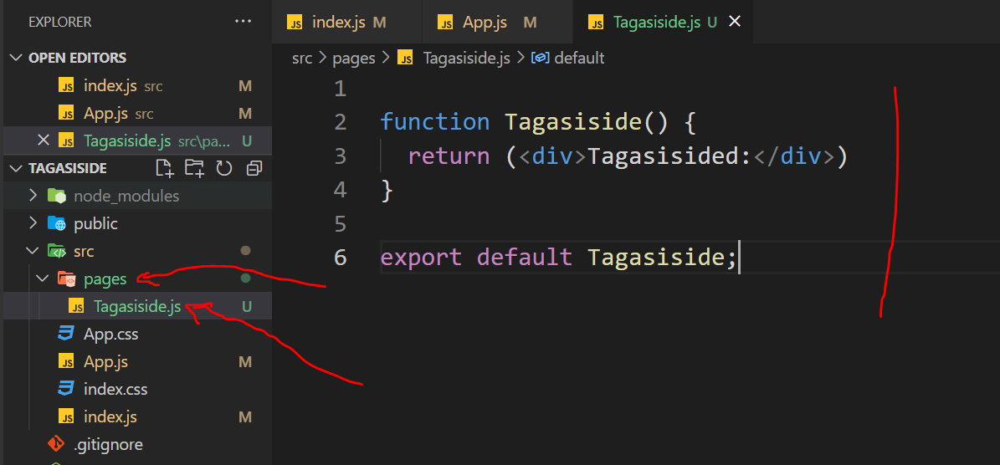 EXPLORER
···
OPEN EDITORS
JS index.js src M
JS App.js src M
JS Tagasiside.js src\pa... U
TAGASISIDE
node_modules
public
src
pages
JS Tagasiside.js U
App.css
JS App.js M
index.css
JS index.js M
.gitignore
JS index.js M
JS App.js M
JS Tagasiside.js U
src > pages > JS Tagasiside.js > default
1
2 function Tagasiside() {
3 return (<div>Tagasisided:</div>)
4 }
5
6 export default Tagasiside;